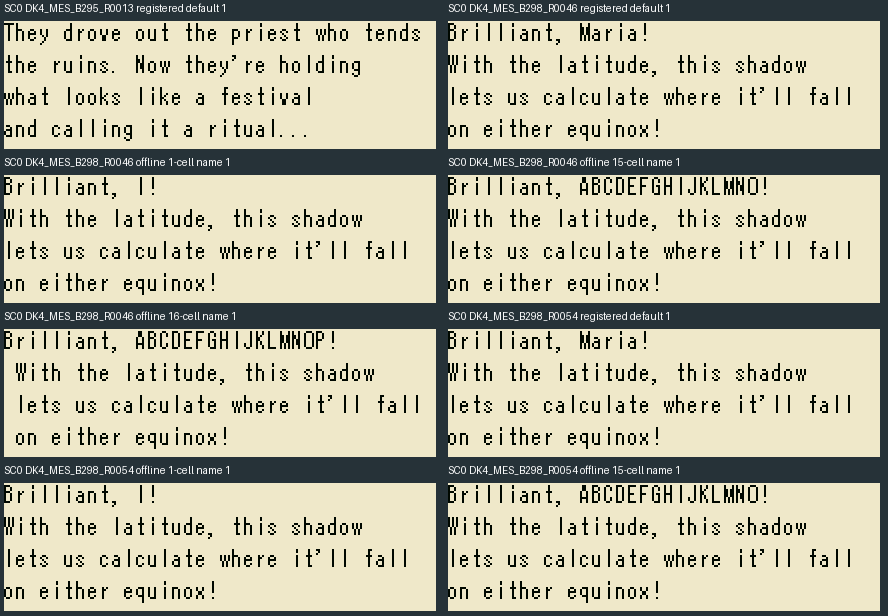 SC0 DK4_MES_B295_R0013 registered default 1
They drove out the priest who tends
the ruins. Now they're holding
what looks like a festival
and calling it a ritual...
SC0 DK4_MES_B298_R0046 registered default 1
Brilliant, Maria!
With the latitude, this shadow
lets us calculate where it'll fall
on either equinox!
SC0 DK4_MES_B298_R0046 offline 1-cell name 1
Brilliant, I!
With the latitude, this shadow
lets us calculate where it'll fall
on either equinox!
SC0 DK4_MES_B298_R0046 offline 15-cell name 1
Brilliant, ABCDEFGHIJKLMNO!
With the latitude, this shadow
lets us calculate where it'll fall
on either equinox!
SC0 DK4_MES_B298_R0046 offline 16-cell name 1
Brilliant, ABCDEFGHIJKLMNOP!
With the latitude, this shadow
lets us calculate where it'll fall
on either equinox!
SC0 DK4_MES_B298_R0054 registered default 1
Brilliant, Maria!
With the latitude, this shadow
lets us calculate where it'll fall
on either equinox!
SC0 DK4_MES_B298_R0054 offline 1-cell name 1
Brilliant, I!
With the latitude, this shadow
lets us calculate where it'll fall
on either equinox!
SC0 DK4_MES_B298_R0054 offline 15-cell name 1
Brilliant, ABCDEFGHIJKLMNO!
With the latitude, this shadow
lets us calculate where it'll fall
on either equinox!